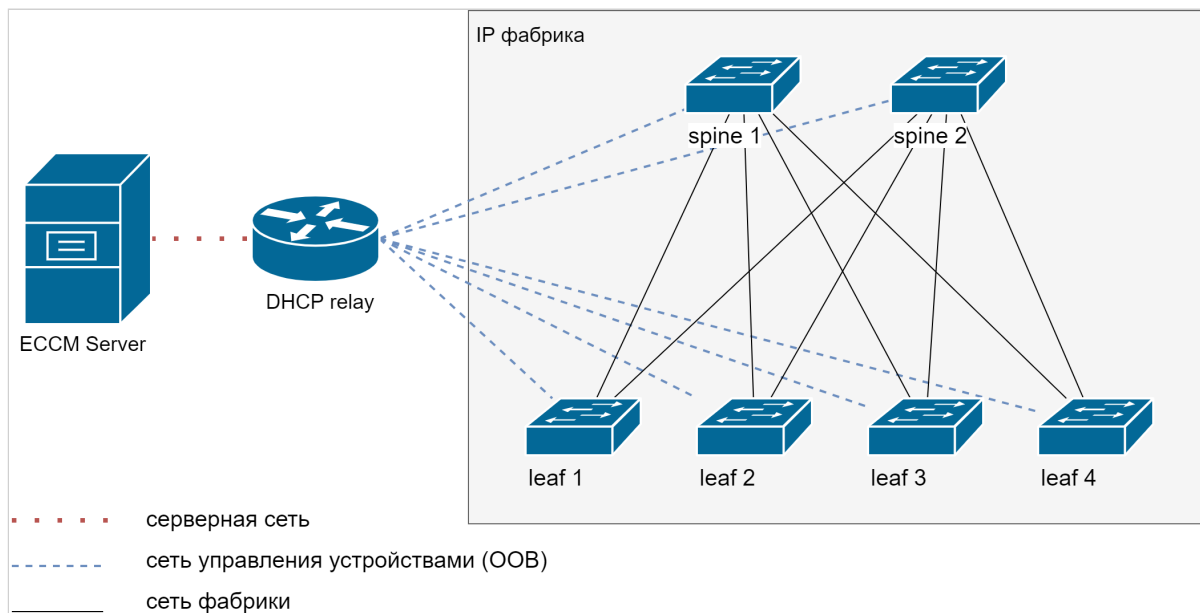 IP фабрика
spine 1
spine 2
ECCM Server
DHCP relay
leaf 1
leaf 2
leaf 3
leaf 4
серверная сеть
сеть управления устройствами (OOB)
сеть фабрики